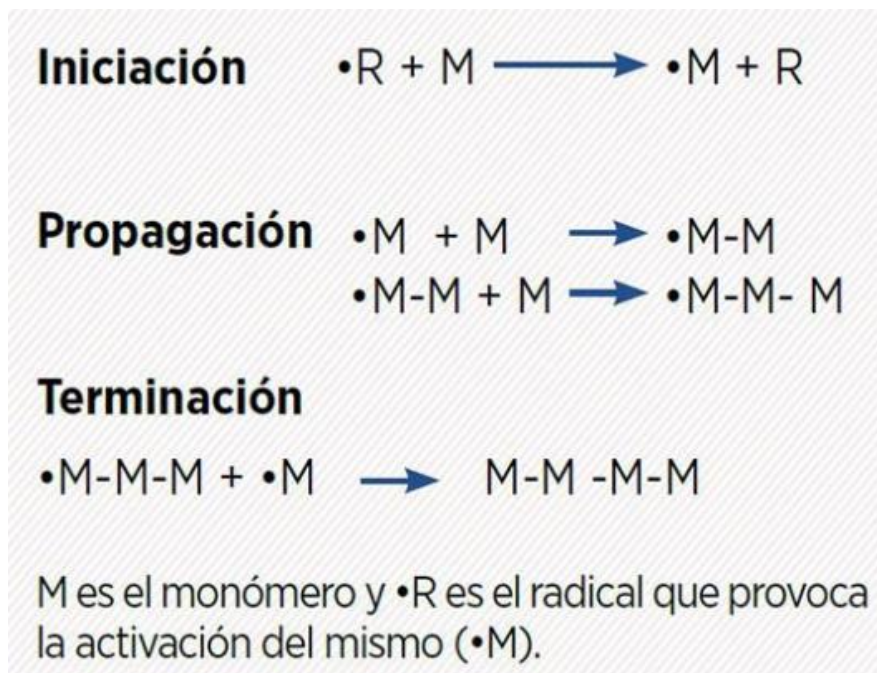 Iniciación •R + M ⟶ •M + R
Propagación •M + M → •M-M
•M-M + M → •M-M- M
Terminación
•M-M-M + •M → M-M -M-M
M es el monómero y •R es el radical que provoca
la activación del mismo (•M).